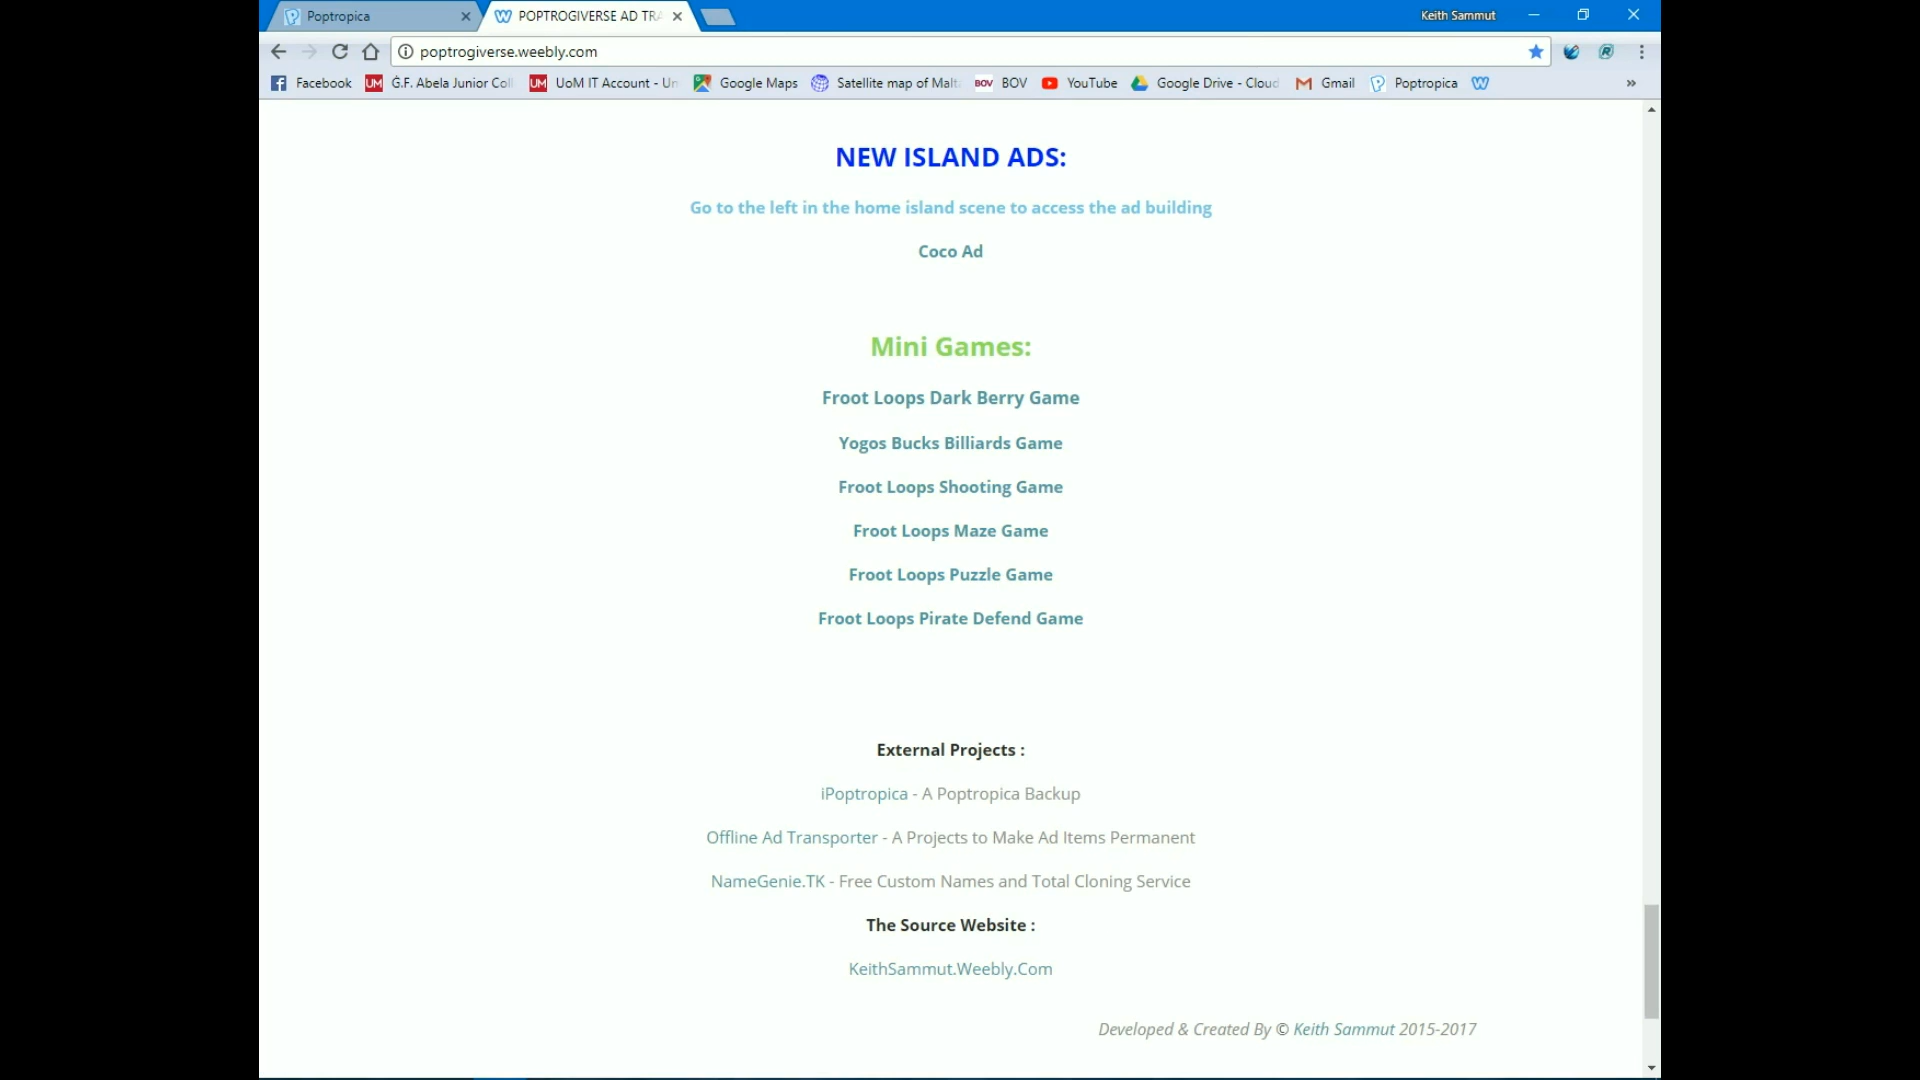 Poptropica
POPTROGIVERSE AD TRA
Keith Sammut
poptrogiverse.weebly.com
Facebook
UM G.F. Abela Junior Coll
UM UoM IT Account - Un
Google Maps
Satellite map of Malta
BOV BOV
YouTube
Google Drive - Cloud
Gmail
Poptropica
»
NEW ISLAND ADS:
Go to the left in the home island scene to access the ad building
Coco Ad
Mini Games:
Froot Loops Dark Berry Game
Yogos Bucks Billiards Game
Froot Loops Shooting Game
Froot Loops Maze Game
Froot Loops Puzzle Game
Froot Loops Pirate Defend Game
External Projects :
iPoptropica - A Poptropica Backup
Offline Ad Transporter - A Projects to Make Ad Items Permanent
NameGenie.TK - Free Custom Names and Total Cloning Service
The Source Website :
KeithSammut.Weebly.Com
Developed & Created By © Keith Sammut 2015-2017